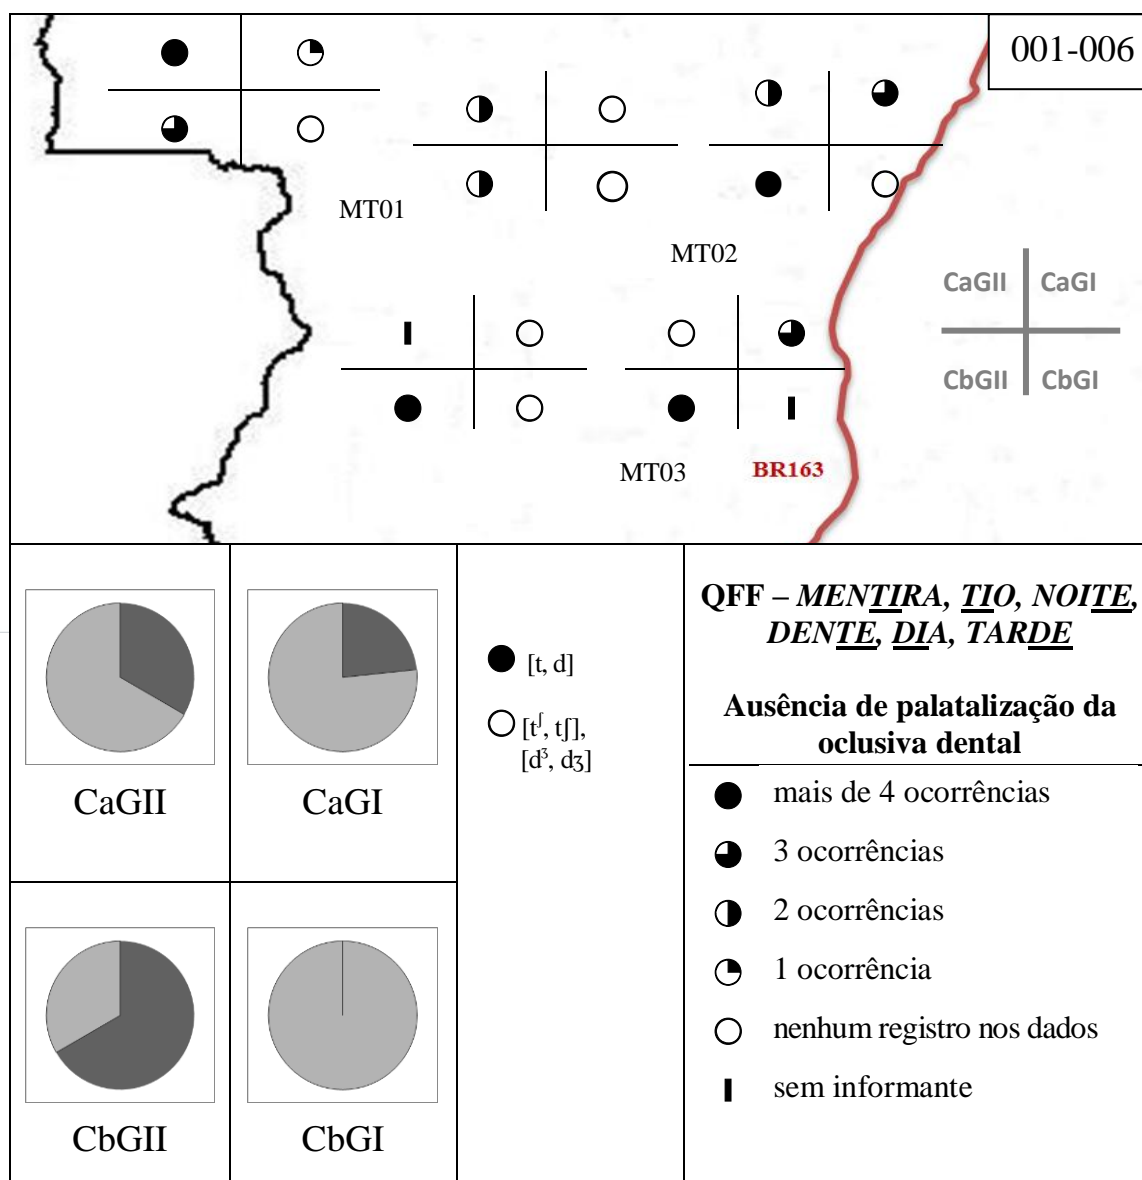 001-006
MT01
MT02
CaGII CaGI
CbGII CbGI
MT03
BR163
CaGII
CaGI
CbGII
CbGI
[t, d]
[tᶴ, tʃ],
[dᶾ, dʒ]
QFF – MENTIRA, TIO, NOITE,
DENTE, DIA, TARDE
Ausência de palatalização da
oclusiva dental
mais de 4 ocorrências
3 ocorrências
2 ocorrências
1 ocorrência
nenhum registro nos dados
sem informante